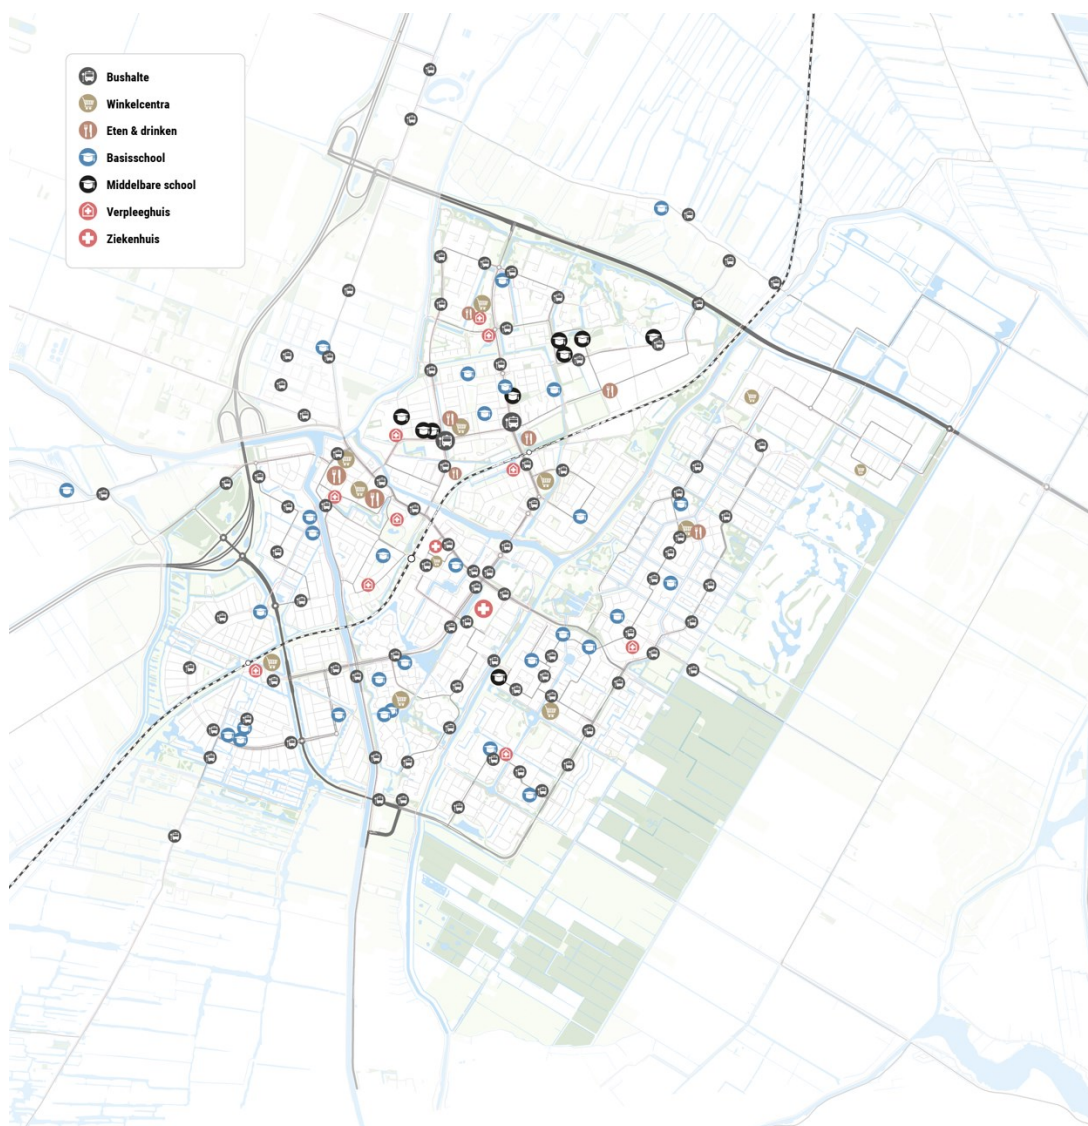 Bushalte
Winkelcentra
Eten & drinken
Basisschool
Middelbare school
Verpleeghuis
Ziekenhuis